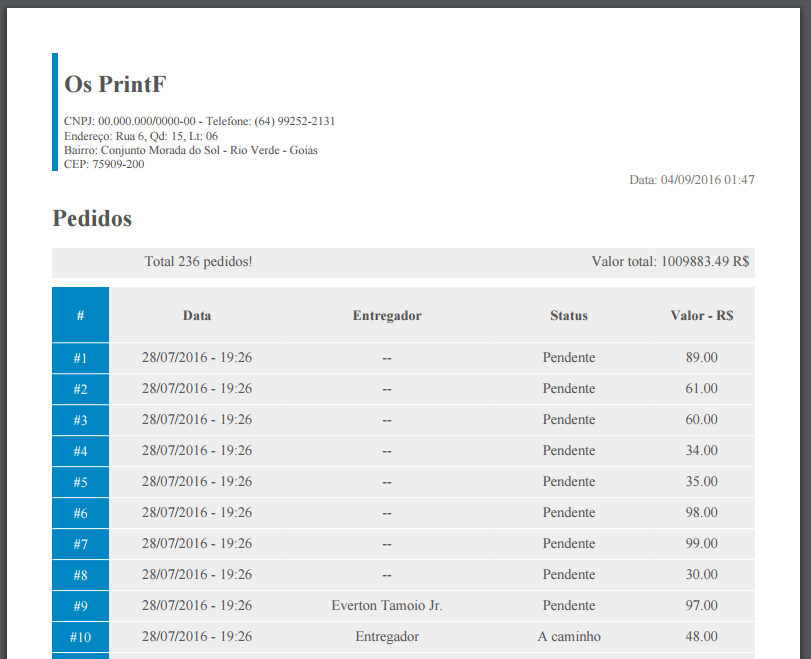 Os PrintF
CNPJ: 00.000.000/0000-00 - Telefone: (64) 99252-2131
Endereço: Rua 6, Qd: 15, Lt: 06
Bairro: Conjunto Morada do Sol - Rio Verde - Goiás
CEP: 75909-200
Data: 04/09/2016 01:47
Pedidos
Total 236 pedidos! Valor total: 1009883.49 R$
# Data Entregador Status Valor - R$
#1 28/07/2016 - 19:26 -- Pendente 89.00
#2 28/07/2016 - 19:26 -- Pendente 61.00
#3 28/07/2016 - 19:26 -- Pendente 60.00
#4 28/07/2016 - 19:26 -- Pendente 34.00
#5 28/07/2016 - 19:26 -- Pendente 35.00
#6 28/07/2016 - 19:26 -- Pendente 98.00
#7 28/07/2016 - 19:26 -- Pendente 99.00
#8 28/07/2016 - 19:26 -- Pendente 30.00
#9 28/07/2016 - 19:26 Everton Tamoio Jr. Pendente 97.00
#10 28/07/2016 - 19:26 Entregador A caminho 48.00